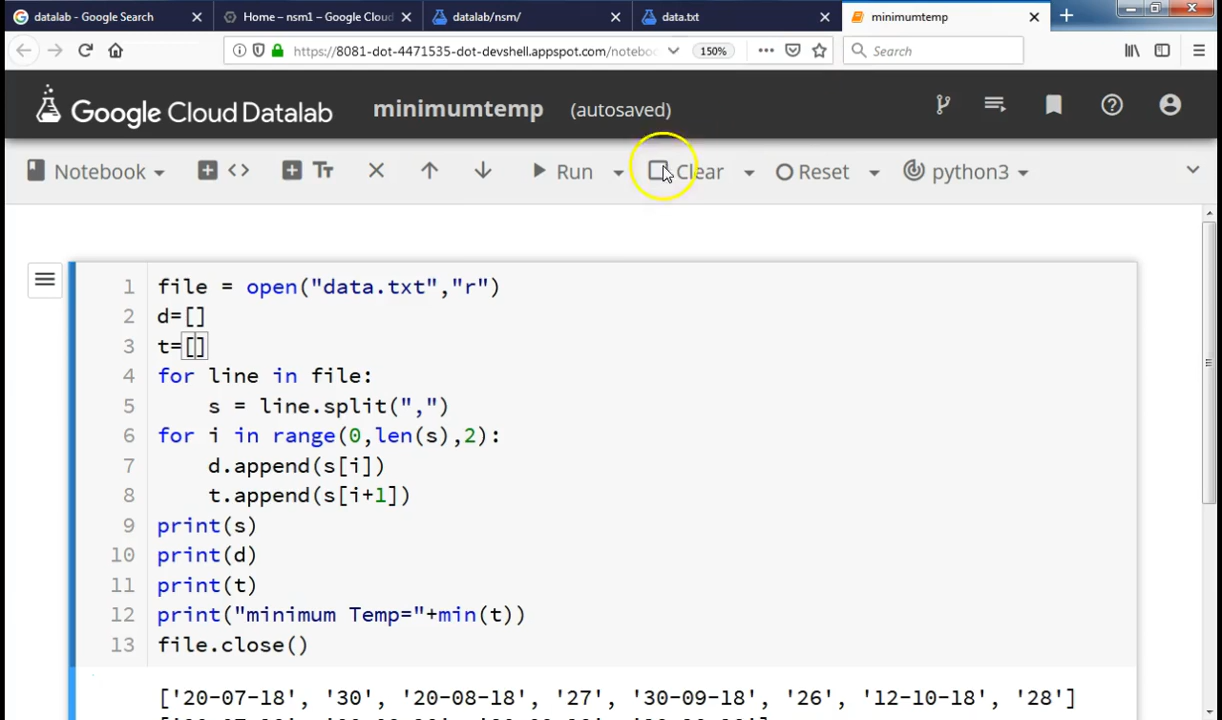 datalab - Google Search
Home – nsm1 – Google Cloud
datalab/nsm/
data.txt
minimumtemp
https://8081-dot-4471535-dot-devshell.appspot.com/notebo
150%
Search
Google Cloud Datalab
minimumtemp
(autosaved)
Notebook
Tт
Run
Clear
Reset
python3
1 file = open("data.txt","r")
2 d=[]
3 t=[]
4 for line in file:
5 s = line.split(",")
6 for i in range(0,len(s),2):
7 d.append(s[i])
8 t.append(s[i+1])
9 print(s)
10 print(d)
11 print(t)
12 print("minimum Temp="+min(t))
13 file.close()
['20-07-18', '30', '20-08-18', '27', '30-09-18', '26', '12-10-18', '28']